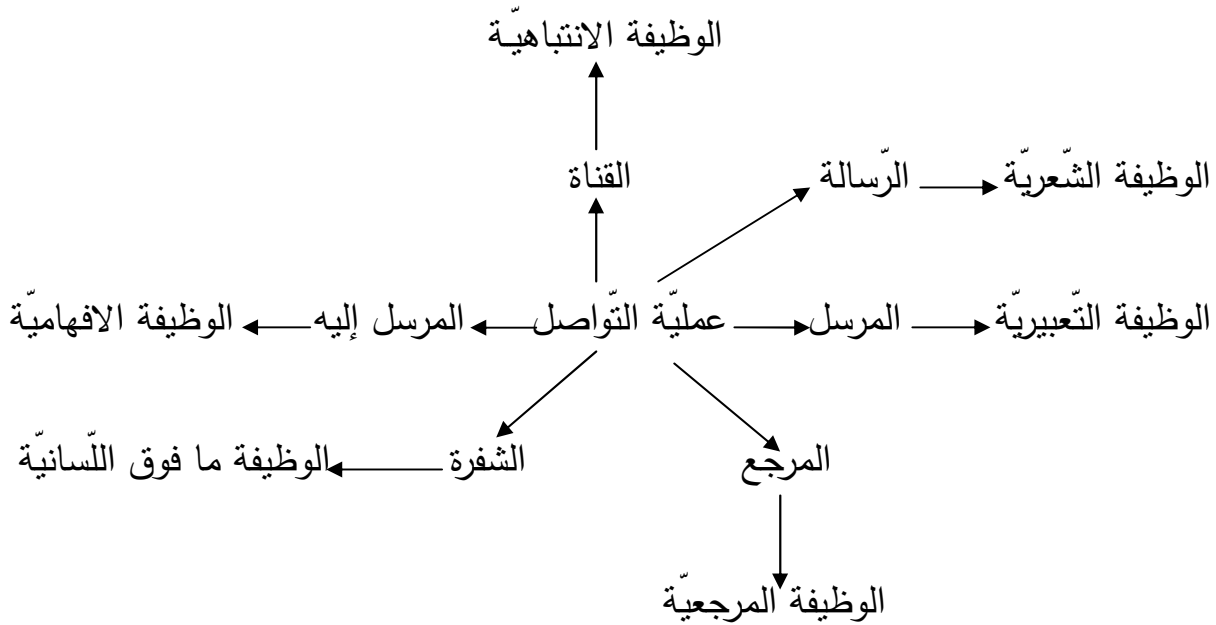 الوظيفة الانتباهيّة
القناة
الرّسالة
الوظيفة الشّعريّة
الوظيفة التّعبيريّة
المرسل
عمليّة التّواصل
المرسل إليه
الوظيفة الافهاميّة
المرجع
الشفرة
الوظيفة ما فوق اللّسانيّة
الوظيفة المرجعيّة